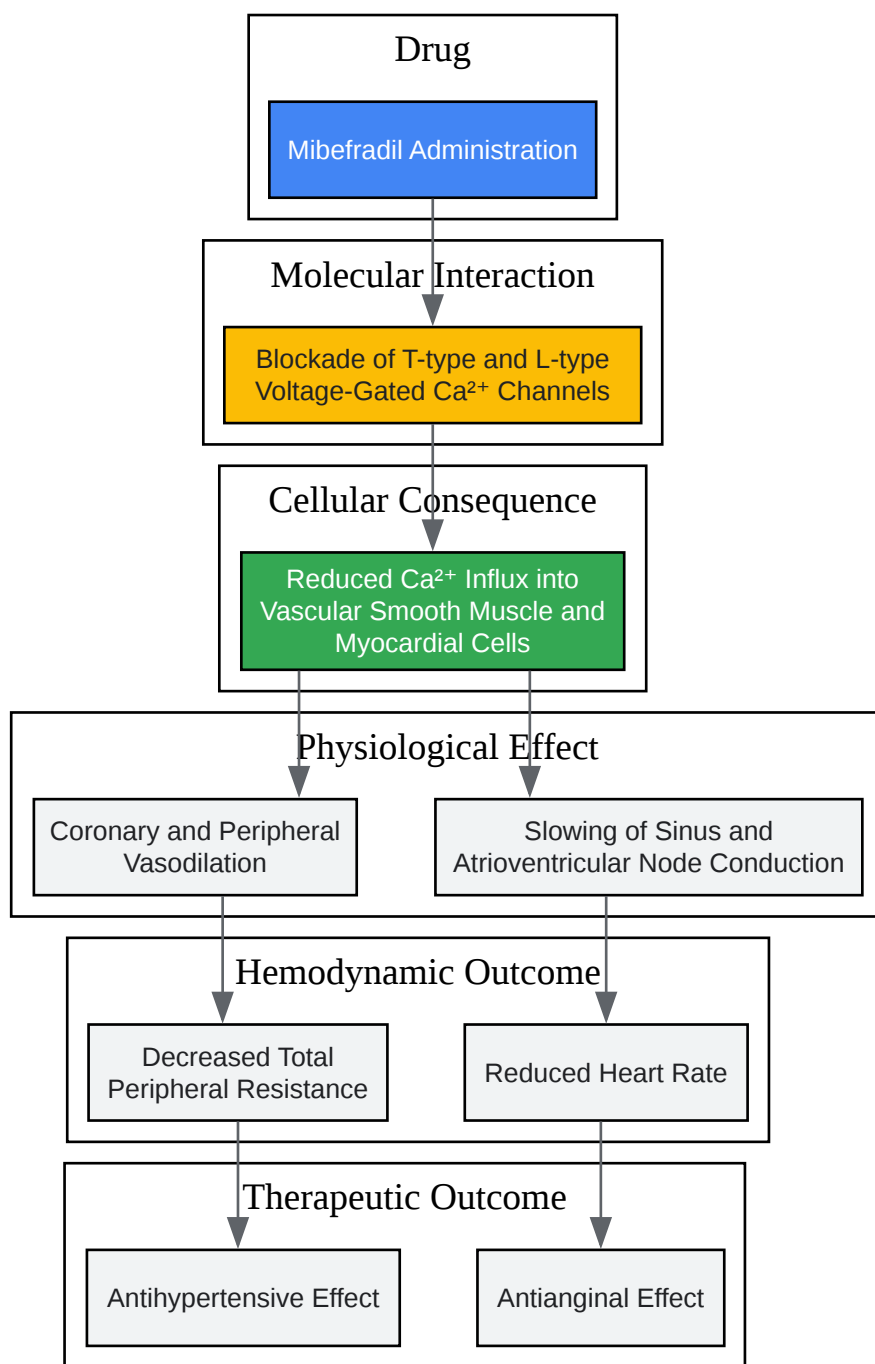 Drug
Mibefradil Administration
Molecular Interaction
Blockade of T-type and L-type
Voltage-Gated Ca²⁺ Channels
Cellular Consequence
Reduced Ca²⁺ Influx into
Vascular Smooth Muscle and
Myocardial Cells
Physiological Effect
Coronary and Peripheral
Vasodilation
Slowing of Sinus and
Atrioventricular Node Conduction
Hemodynamic Outcome
Decreased Total
Peripheral Resistance
Reduced Heart Rate
Therapeutic Outcome
Antihypertensive Effect
Antianginal Effect